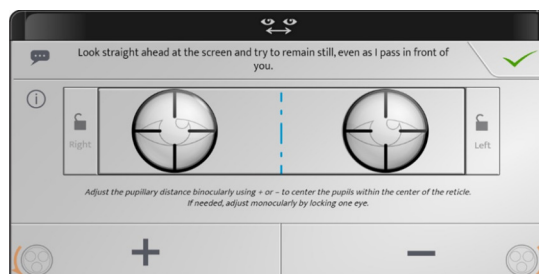 Look straight ahead at the screen and try to remain still, even as I pass in front of
you.
Right
Left
Adjust the pupillary distance binocularly using + or – to center the pupils within the center of the reticle.
If needed, adjust monocularly by locking one eye.
+
−